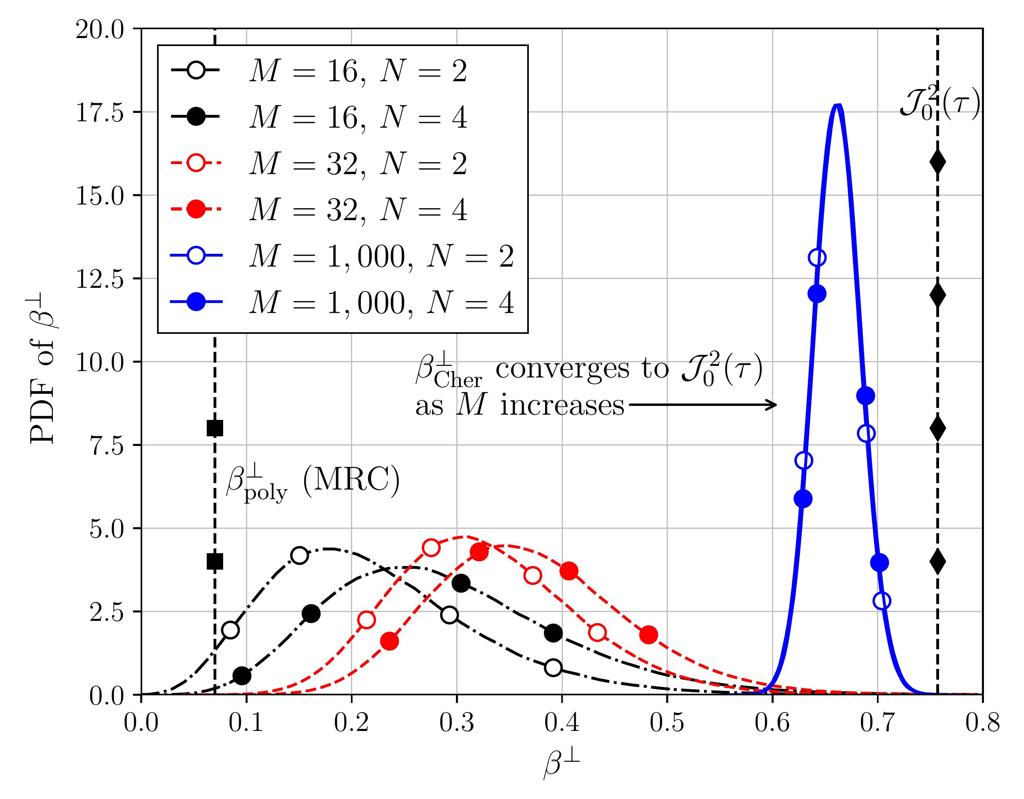 20.0
17.5
15.0
12.5
10.0
7.5
5.0
2.5
0.0
PDF of β⊥
M = 16, N = 2
M = 16, N = 4
M = 32, N = 2
M = 32, N = 4
M = 1,000, N = 2
M = 1,000, N = 4
𝒥₀²(τ)
β⊥Cher converges to 𝒥₀²(τ)
as M increases
β⊥poly (MRC)
0.0 0.1 0.2 0.3 0.4 0.5 0.6 0.7 0.8
β⊥